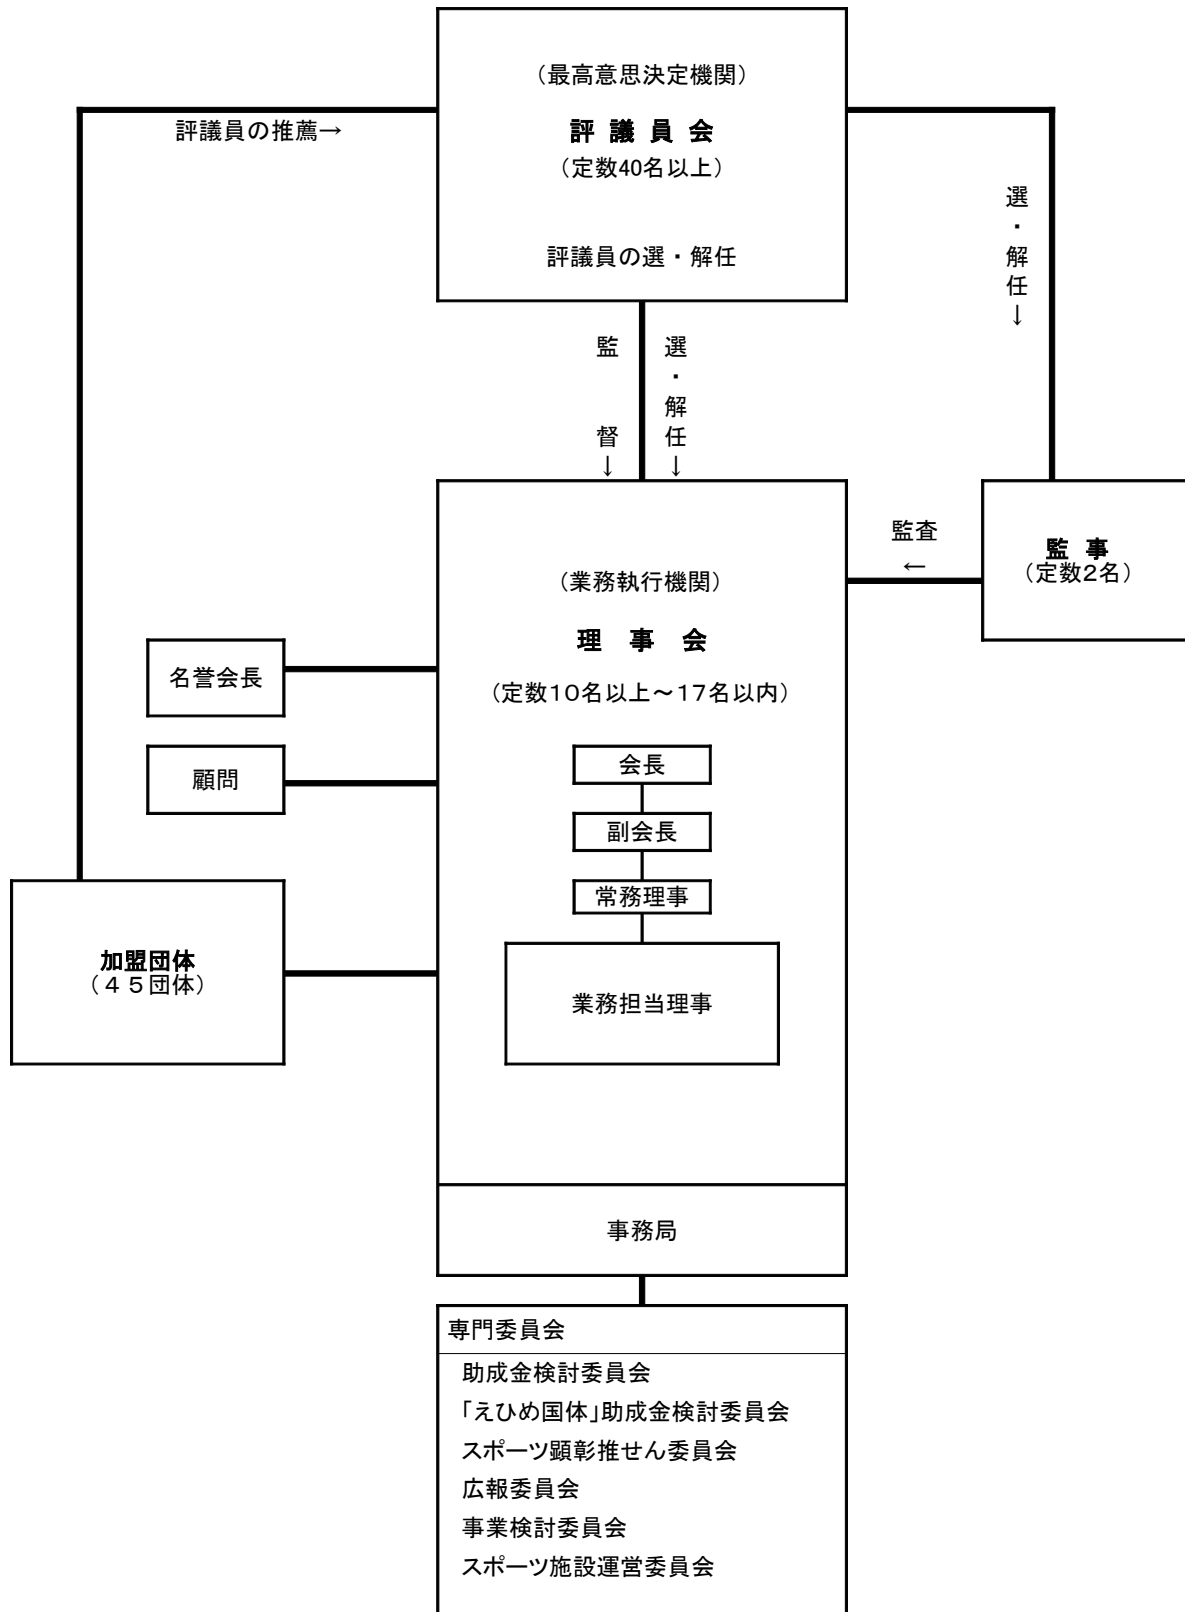 （最高意思決定機関）
評議員会
（定数40名以上）
評議員の選・解任
評議員の推薦→
選・解任↓
監督↓
選・解任↓
監査
←
監事
（定数２名）
（業務執行機関）
理事会
（定数１０名以上～１７名以内）
名誉会長
顧問
会長
副会長
常務理事
業務担当理事
加盟団体
（４５団体）
事務局
専門委員会
助成金検討委員会
「えひめ国体」助成金検討委員会
スポーツ顕彰推せん委員会
広報委員会
事業検討委員会
スポーツ施設運営委員会